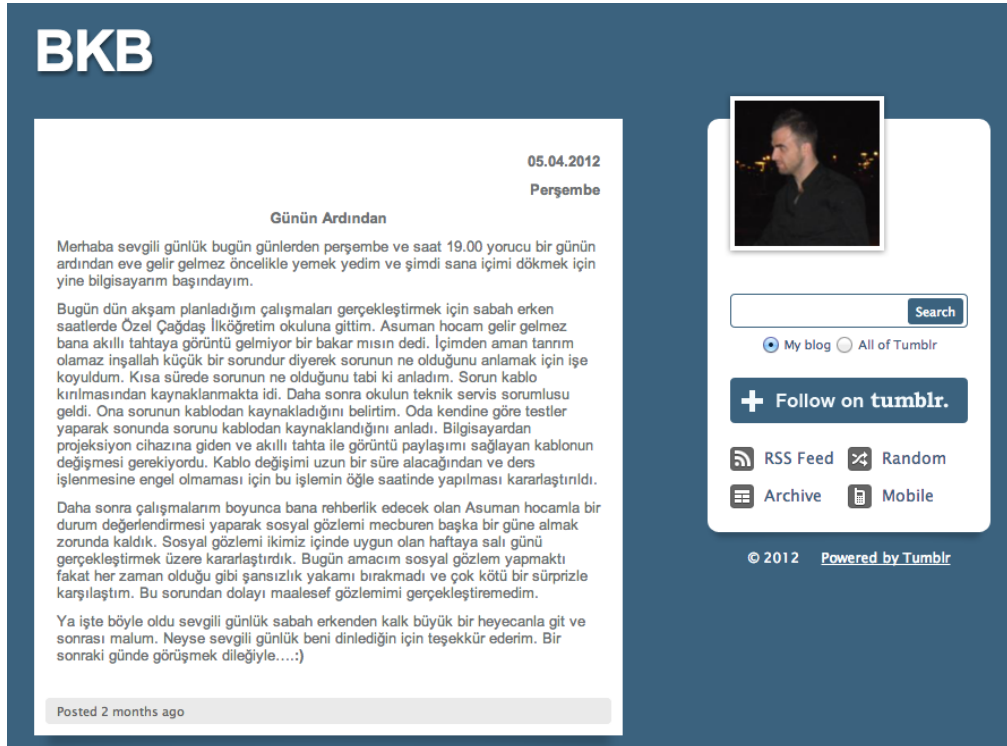 BKB
05.04.2012
Perşembe
Günün Ardından
Merhaba sevgili günlük bugün günlerden perşembe ve saat 19.00 yorucu bir günün
ardından eve gelir gelmez öncelikle yemek yedim ve şimdi sana içimi dökmek için
yine bilgisayarım başındayım.
Bugün dün akşam planladığım çalışmaları gerçekleştirmek için sabah erken
saatlerde Özel Çağdaş İlköğretim okuluna gittim. Asuman hocam gelir gelmez
bana akıllı tahtaya görüntü gelmiyor bir bakar mısın dedi. İçimden aman tanrım
olamaz inşallah küçük bir sorundur diyerek sorunun ne olduğunu anlamak için işe
koyuldum. Kısa sürede sorunun ne olduğunu tabi ki anladım. Sorun kablo
kırılmasından kaynaklanmakta idi. Daha sonra okulun teknik servis sorumlusu
geldi. Ona sorunun kablodan kaynakladığını belirtim. Oda kendine göre testler
yaparak sonunda sorunu kablodan kaynaklandığını anladı. Bilgisayardan
projeksiyon cihazına giden ve akıllı tahta ile görüntü paylaşımı sağlayan kablonun
değişmesi gerekiyordu. Kablo değişimi uzun bir süre alacağından ve ders
işlenmesine engel olmaması için bu işlemin öğle saatinde yapılması kararlaştırıldı.
Daha sonra çalışmalarım boyunca bana rehberlik edecek olan Asuman hocamla bir
durum değerlendirmesi yaparak sosyal gözlemi mecburen başka bir güne almak
zorunda kaldık. Sosyal gözlemi ikimiz içinde uygun olan haftaya salı günü
gerçekleştirmek üzere kararlaştırdık. Bugün amacım sosyal gözlem yapmaktı
fakat her zaman olduğu gibi şansızlık yakamı bırakmadı ve çok kötü bir sürprizle
karşılaştım. Bu sorundan dolayı maalesef gözlemimi gerçekleştiremedim.
Ya işte böyle oldu sevgili günlük sabah erkenden kalk büyük bir heyecanla git ve
sonrası malum. Neyse sevgili günlük beni dinlediğin için teşekkür ederim. Bir
sonraki günde görüşmek dileğiyle….:)
Posted 2 months ago
Search
My blog All of Tumblr
+ Follow on tumblr.
RSS Feed Random
Archive Mobile
© 2012 Powered by Tumblr